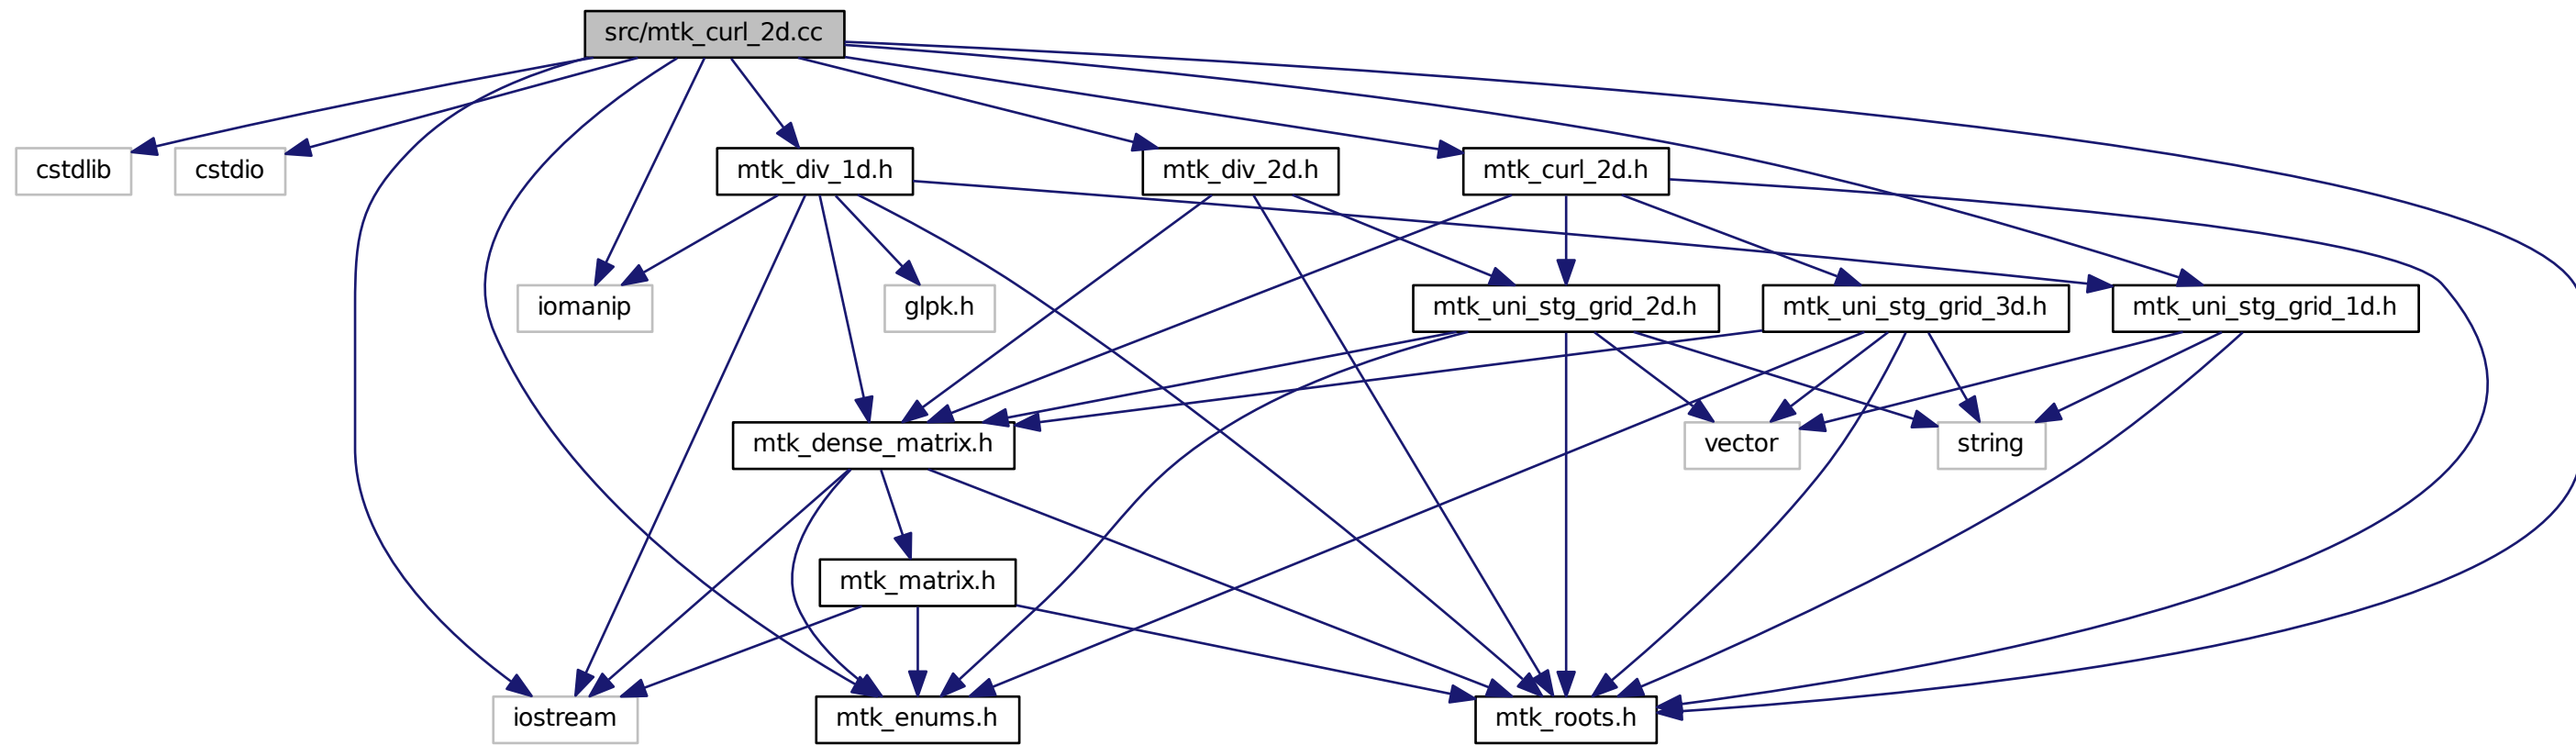 src/mtk_curl_2d.cc
cstdlib
cstdio
mtk_div_1d.h
mtk_div_2d.h
mtk_curl_2d.h
iomanip
glpk.h
mtk_uni_stg_grid_2d.h
mtk_uni_stg_grid_3d.h
mtk_uni_stg_grid_1d.h
mtk_dense_matrix.h
vector
string
mtk_matrix.h
iostream
mtk_enums.h
mtk_roots.h